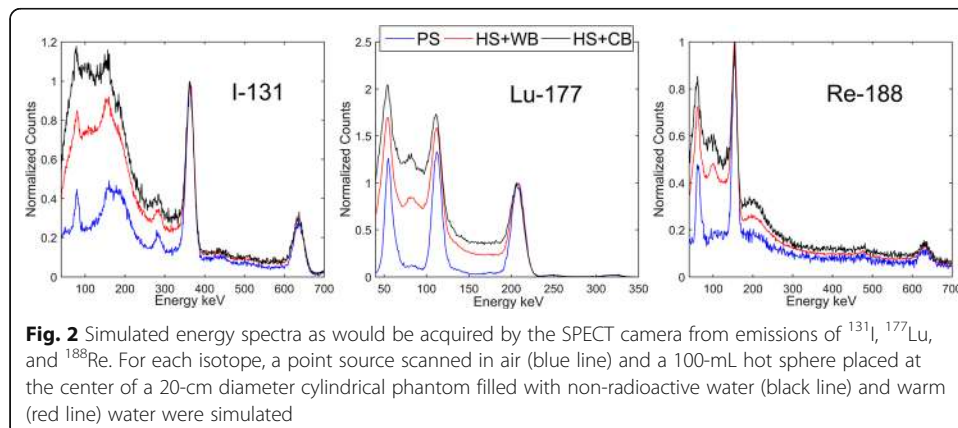 PS HS+WB HS+CB
I-131
Normalized Counts
1.2
1
0.8
0.6
0.4
0.2
0
100 200 300 400 500 600 700
Energy keV
Lu-177
Normalized Counts
2.5
2.0
1.5
1
0.5
0
50 100 150 200 250 300 350
Energy keV
Re-188
Normalized Counts
1
0.8
0.6
0.4
0.2
0
100 200 300 400 500 600 700
Energy keV
Fig. 2 Simulated energy spectra as would be acquired by the SPECT camera from emissions of ¹³¹I, ¹⁷⁷Lu,
and ¹⁸⁸Re. For each isotope, a point source scanned in air (blue line) and a 100-mL hot sphere placed at
the center of a 20-cm diameter cylindrical phantom filled with non-radioactive water (black line) and warm
(red line) water were simulated